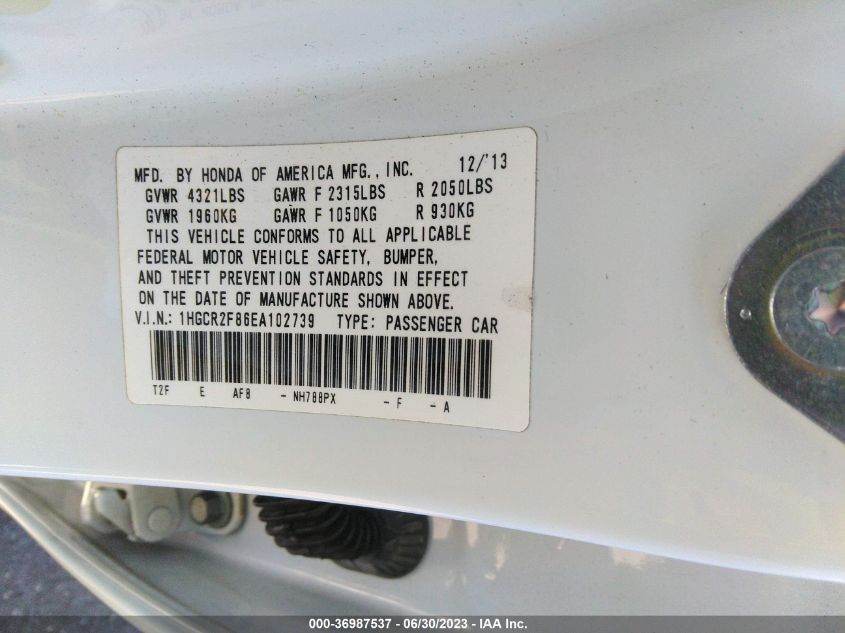 MFD. BY HONDA OF AMERICA MFG., INC. 12/'13
GVWR 4321LBS GAWR F 2315LBS R 2050LBS
GVWR 1960KG GAWR F 1050KG R 930KG
THIS VEHICLE CONFORMS TO ALL APPLICABLE
FEDERAL MOTOR VEHICLE SAFETY, BUMPER,
AND THEFT PREVENTION STANDARDS IN EFFECT
ON THE DATE OF MANUFACTURE SHOWN ABOVE.
V.I.N.: 1HGCR2F86EA102739 TYPE: PASSENGER CAR
T2F E AF8 - NH788PX - F - A
000-36987537 - 06/30/2023 - IAA Inc.